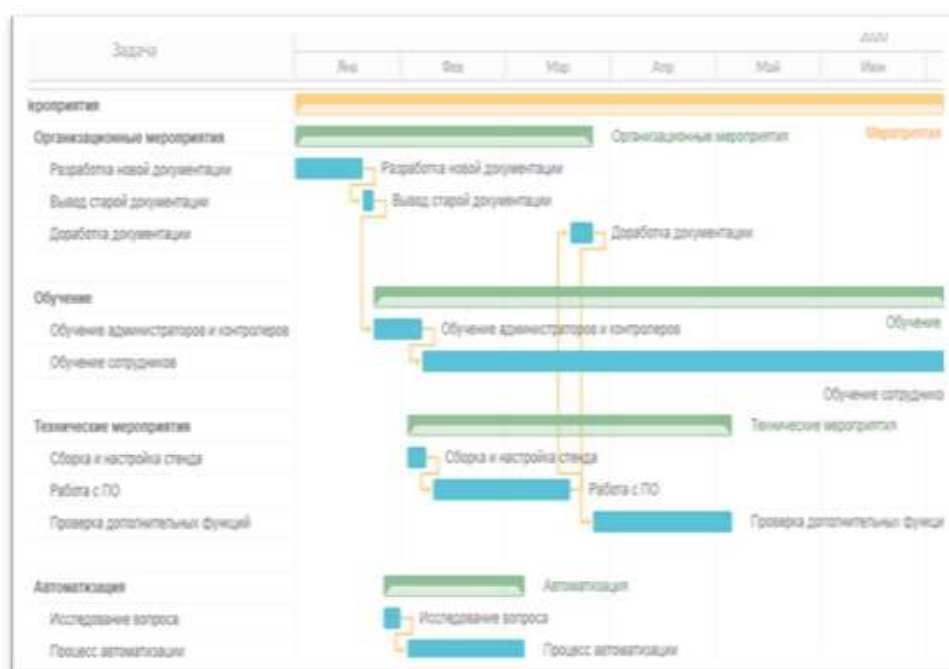 2020
Задача
Янв Фев Мар Апр Май Июн
ероприятия
Организационные мероприятия Организационные мероприятия Мероприятия
Разработка новой документации Разработка новой документации
Вывод старой документации Вывод старой документации
Доработка документации Доработка документации
Обучение
Обучение
Обучение администраторов и контролеров Обучение администраторов и контролеров
Обучение сотрудников
Обучение сотруднико
Технические мероприятия Технические мероприятия
Сборка и настройка стенда Сборка и настройка стенда
Работа с ПО Работа с ПО
Проверка дополнительных функций Проверка дополнительных функци
Автоматизация Автоматизация
Исследование вопроса Исследование вопроса
Процесс автоматизации Процесс автоматизации